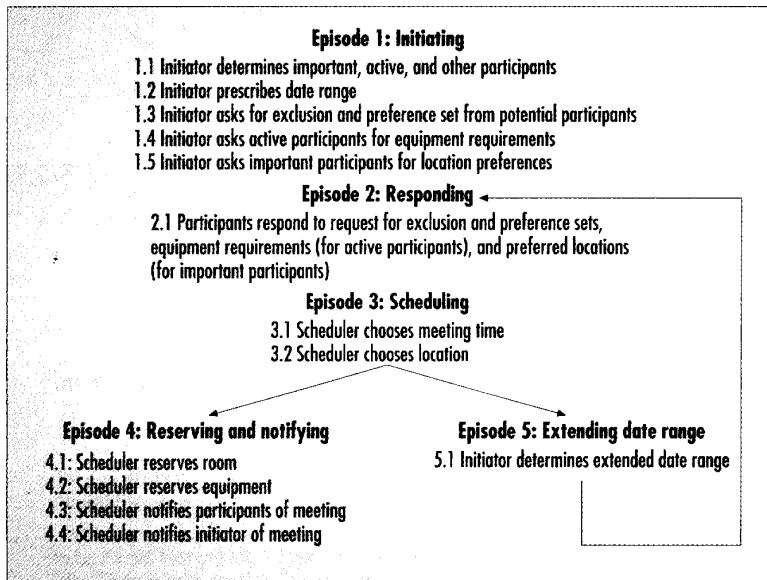 Episode 1: Initiating
1.1 Initiator determines important, active, and other participants
1.2 Initiator prescribes date range
1.3 Initiator asks for exclusion and preference set from potential participants
1.4 Initiator asks active participants for equipment requirements
1.5 Initiator asks important participants for location preferences
Episode 2: Responding
2.1 Participants respond to request for exclusion and preference sets,
equipment requirements (for active participants), and preferred locations
(for important participants)
Episode 3: Scheduling
3.1 Scheduler chooses meeting time
3.2 Scheduler chooses location
Episode 4: Reserving and notifying
4.1: Scheduler reserves room
4.2: Scheduler reserves equipment
4.3: Scheduler notifies participants of meeting
4.4: Scheduler notifies initiator of meeting
Episode 5: Extending date range
5.1 Initiator determines extended date range